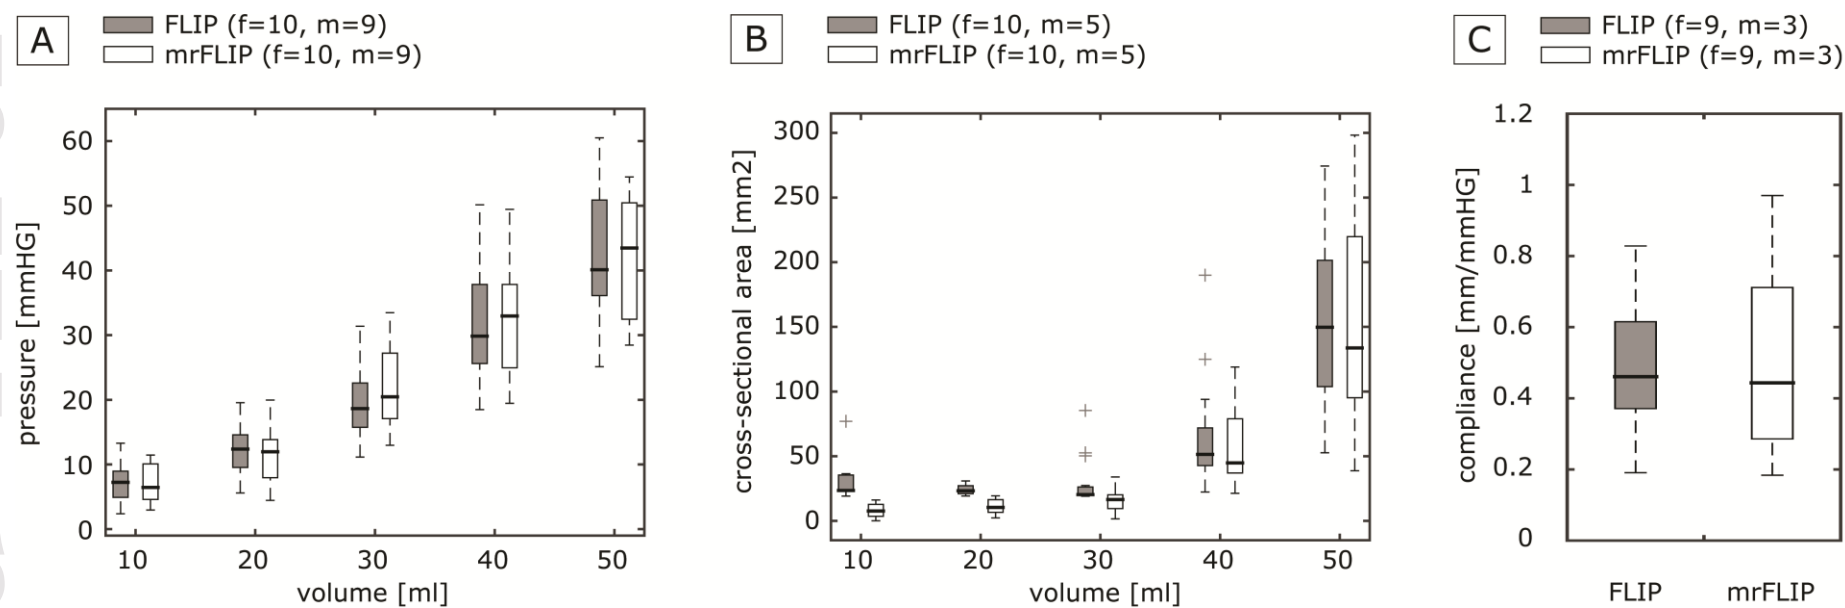 A
FLIP (f=10, m=9)
mrFLIP (f=10, m=9)
pressure [mmHG]
60
50
40
30
20
10
0
10 20 30 40 50
volume [ml]
B
FLIP (f=10, m=5)
mrFLIP (f=10, m=5)
cross-sectional area [mm2]
300
250
200
150
100
50
0
10 20 30 40 50
volume [ml]
C
FLIP (f=9, m=3)
mrFLIP (f=9, m=3)
compliance [mm/mmHG]
1.2
1
0.8
0.6
0.4
0.2
0
FLIP mrFLIP